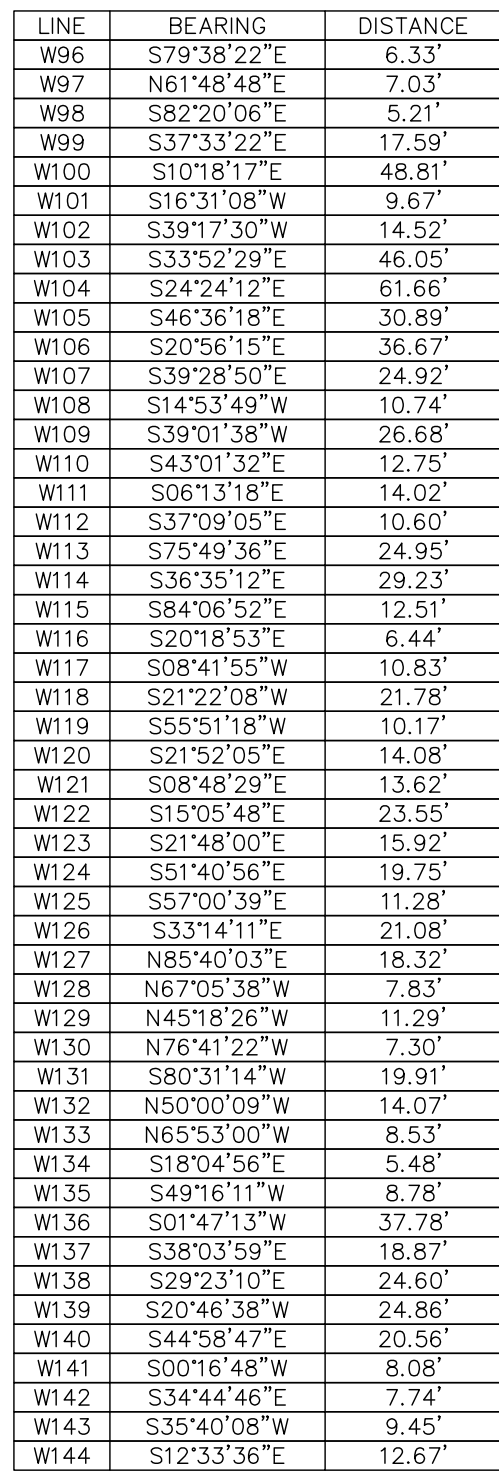 LINE BEARING DISTANCE
W96 S79°38'22"E 6.33'
W97 N61°48'48"E 7.03'
W98 S82°20'06"E 5.21'
W99 S37°33'22"E 17.59'
W100 S10°18'17"E 48.81'
W101 S16°31'08"W 9.67'
W102 S39°17'30"W 14.52'
W103 S33°52'29"E 46.05'
W104 S24°24'12"E 61.66'
W105 S46°36'18"E 30.89'
W106 S20°56'15"E 36.67'
W107 S39°28'50"E 24.92'
W108 S14°53'49"W 10.74'
W109 S39°01'38"W 26.68'
W110 S43°01'32"E 12.75'
W111 S06°13'18"E 14.02'
W112 S37°09'05"E 10.60'
W113 S75°49'36"E 24.95'
W114 S36°35'12"E 29.23'
W115 S84°06'52"E 12.51'
W116 S20°18'53"E 6.44'
W117 S08°41'55"W 10.83'
W118 S21°22'08"W 21.78'
W119 S55°51'18"W 10.17'
W120 S21°52'05"E 14.08'
W121 S08°48'29"E 13.62'
W122 S15°05'48"E 23.55'
W123 S21°48'00"E 15.92'
W124 S51°40'56"E 19.75'
W125 S57°00'39"E 11.28'
W126 S33°14'11"E 21.08'
W127 N85°40'03"E 18.32'
W128 N67°05'38"W 7.83'
W129 N45°18'26"W 11.29'
W130 N76°41'22"W 7.30'
W131 S80°31'14"W 19.91'
W132 N50°00'09"W 14.07'
W133 N65°53'00"W 8.53'
W134 S18°04'56"E 5.48'
W135 S49°16'11"W 8.78'
W136 S01°47'13"W 37.78'
W137 S38°03'59"E 18.87'
W138 S29°23'10"E 24.60'
W139 S20°46'38"W 24.86'
W140 S44°58'47"E 20.56'
W141 S00°16'48"W 8.08'
W142 S34°44'46"E 7.74'
W143 S35°40'08"W 9.45'
W144 S12°33'36"E 12.67'